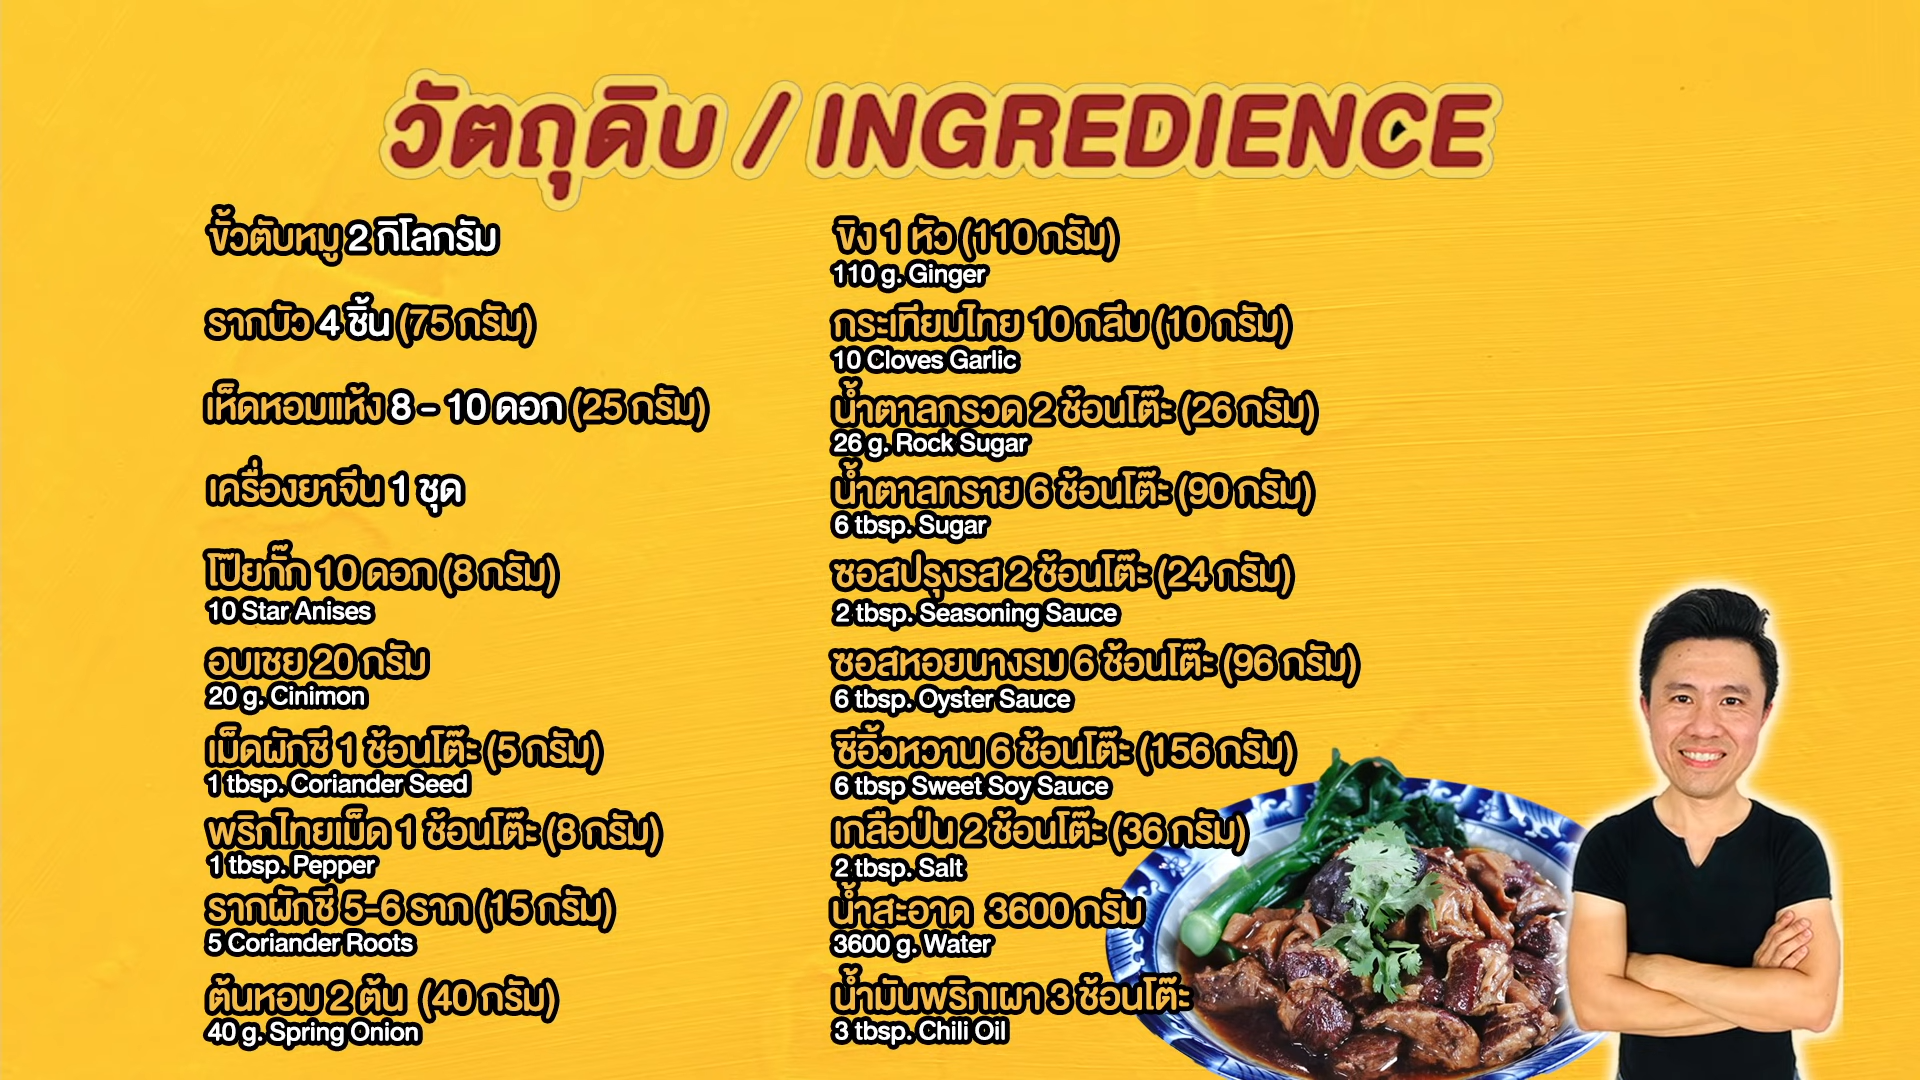 วัตถุดิบ / INGREDIENCE
ขั้วตับหมู 2 กิโลกรัม
รากบัว 4 ชิ้น (75 กรัม)
เห็ดหอมแห้ง 8 - 10 ดอก (25 กรัม)
เครื่องยาจีน 1 ชุด
โป๊ยกั๊ก 10 ดอก (8 กรัม)
10 Star Anises
อบเชย 20 กรัม
20 g. Cinimon
เม็ดผักชี 1 ช้อนโต๊ะ (5 กรัม)
1 tbsp. Coriander Seed
พริกไทยเม็ด 1 ช้อนโต๊ะ (8 กรัม)
1 tbsp. Pepper
รากผักชี 5-6 ราก (15 กรัม)
5 Coriander Roots
ต้นหอม 2 ต้น (40 กรัม)
40 g. Spring Onion
ขิง 1 หัว (110 กรัม)
110 g. Ginger
กระเทียมไทย 10 กลีบ (10 กรัม)
10 Cloves Garlic
น้ำตาลกรวด 2 ช้อนโต๊ะ (26 กรัม)
26 g. Rock Sugar
น้ำตาลทราย 6 ช้อนโต๊ะ (90 กรัม)
6 tbsp. Sugar
ซอสปรุงรส 2 ช้อนโต๊ะ (24 กรัม)
2 tbsp. Seasoning Sauce
ซอสหอยนางรม 6 ช้อนโต๊ะ (96 กรัม)
6 tbsp. Oyster Sauce
ซีอิ้วหวาน 6 ช้อนโต๊ะ (156 กรัม)
6 tbsp Sweet Soy Sauce
เกลือป่น 2 ช้อนโต๊ะ (36 กรัม)
2 tbsp. Salt
น้ำสะอาด 3600 กรัม
3600 g. Water
น้ำมันพริกเผา 3 ช้อนโต๊ะ
3 tbsp. Chili Oil